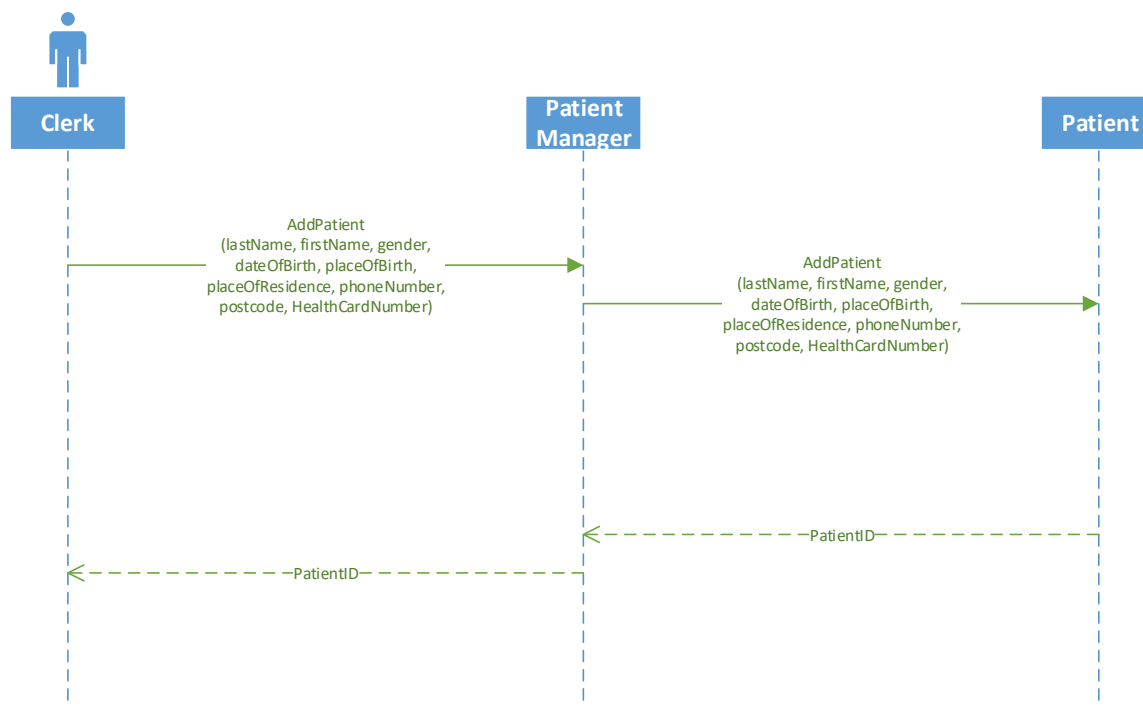 Clerk
Patient
Manager
Patient
AddPatient
(lastName, firstName, gender,
dateOfBirth, placeOfBirth,
placeOfResidence, phoneNumber,
postcode, HealthCardNumber)
AddPatient
(lastName, firstName, gender,
dateOfBirth, placeOfBirth,
placeOfResidence, phoneNumber,
postcode, HealthCardNumber)
PatientID
PatientID